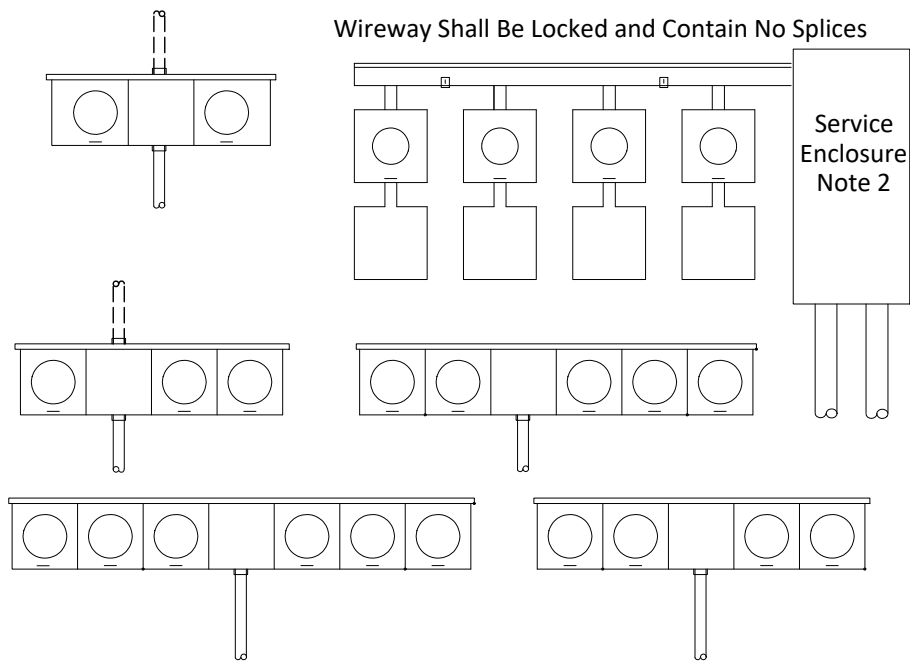 Wireway Shall Be Locked and Contain No Splices
Service
Enclosure
Note 2